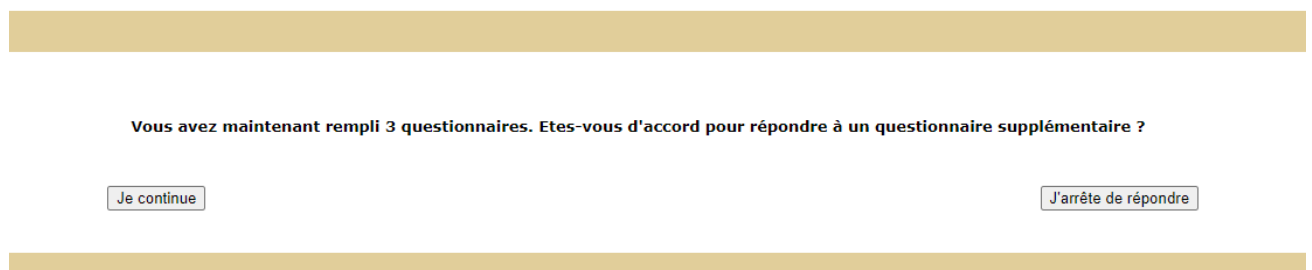 Vous avez maintenant rempli 3 questionnaires. Etes-vous d'accord pour répondre à un questionnaire supplémentaire ?
Je continue
J'arrête de répondre